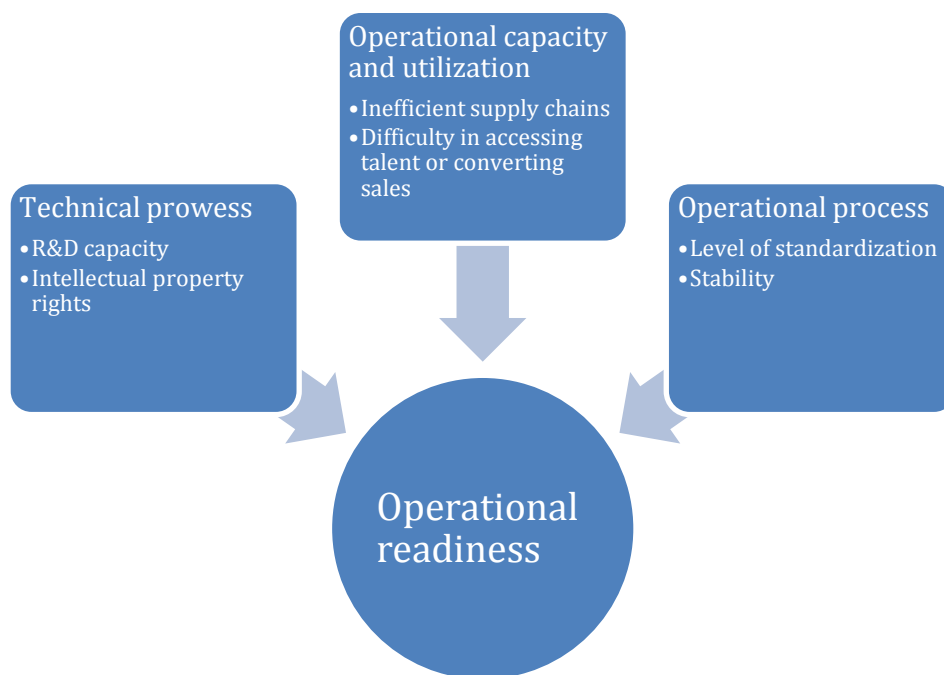 Operational capacity
and utilization
•Inefficient supply chains
•Difficulty in accessing
talent or converting
sales
Technical prowess
•R&D capacity
•Intellectual property
rights
Operational process
•Level of standardization
•Stability
Operational
readiness